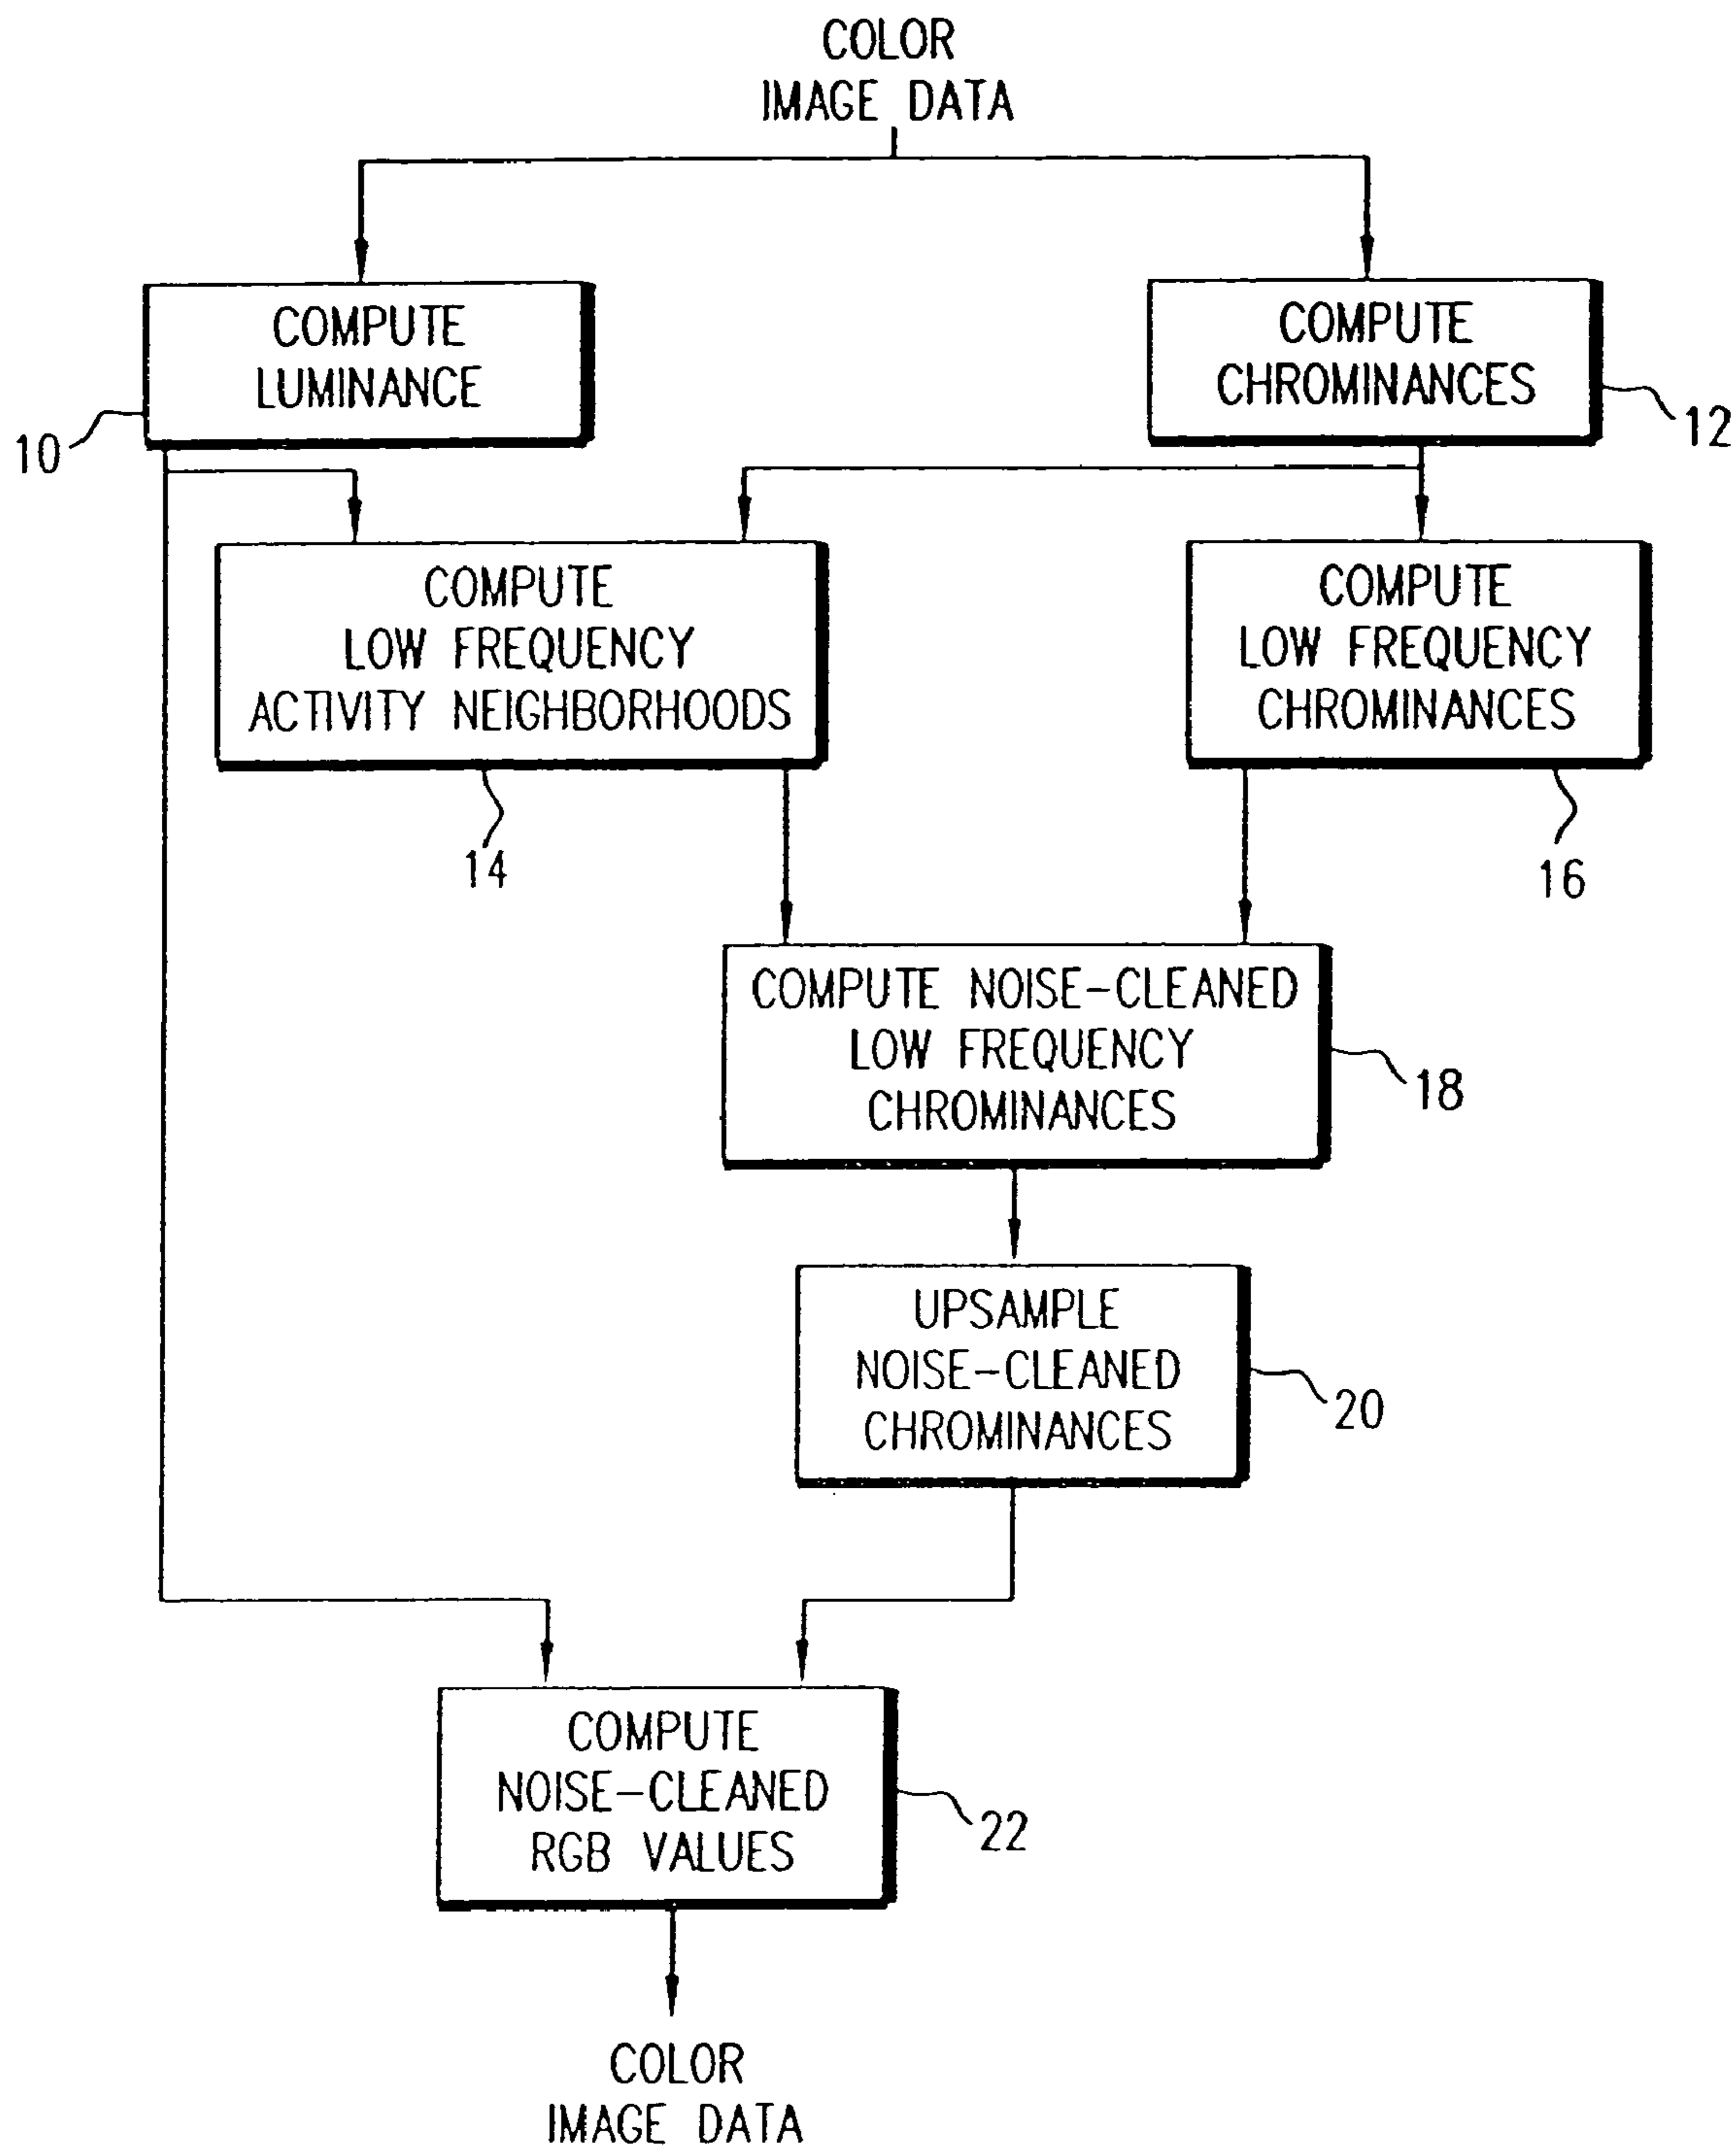 COLOR
IMAGE DATA
COMPUTE
LUMINANCE
10
COMPUTE
CHROMINANCES
12
COMPUTE
LOW FREQUENCY
ACTIVITY NEIGHBORHOODS
14
COMPUTE
LOW FREQUENCY
CHROMINANCES
16
COMPUTE NOISE-CLEANED
LOW FREQUENCY
CHROMINANCES
18
UPSAMPLE
NOISE-CLEANED
CHROMINANCES
20
COMPUTE
NOISE-CLEANED
RGB VALUES
22
COLOR
IMAGE DATA